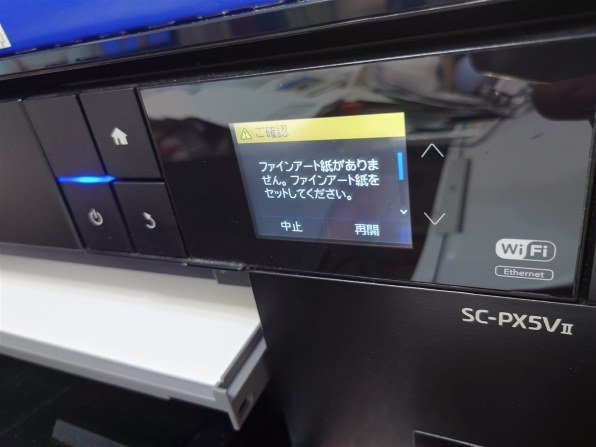 ご確認
ファインアート紙がありま
せん。ファインアート紙を
セットしてください。
中止
再開
Wi Fi
Ethernet
SC-PX5VII